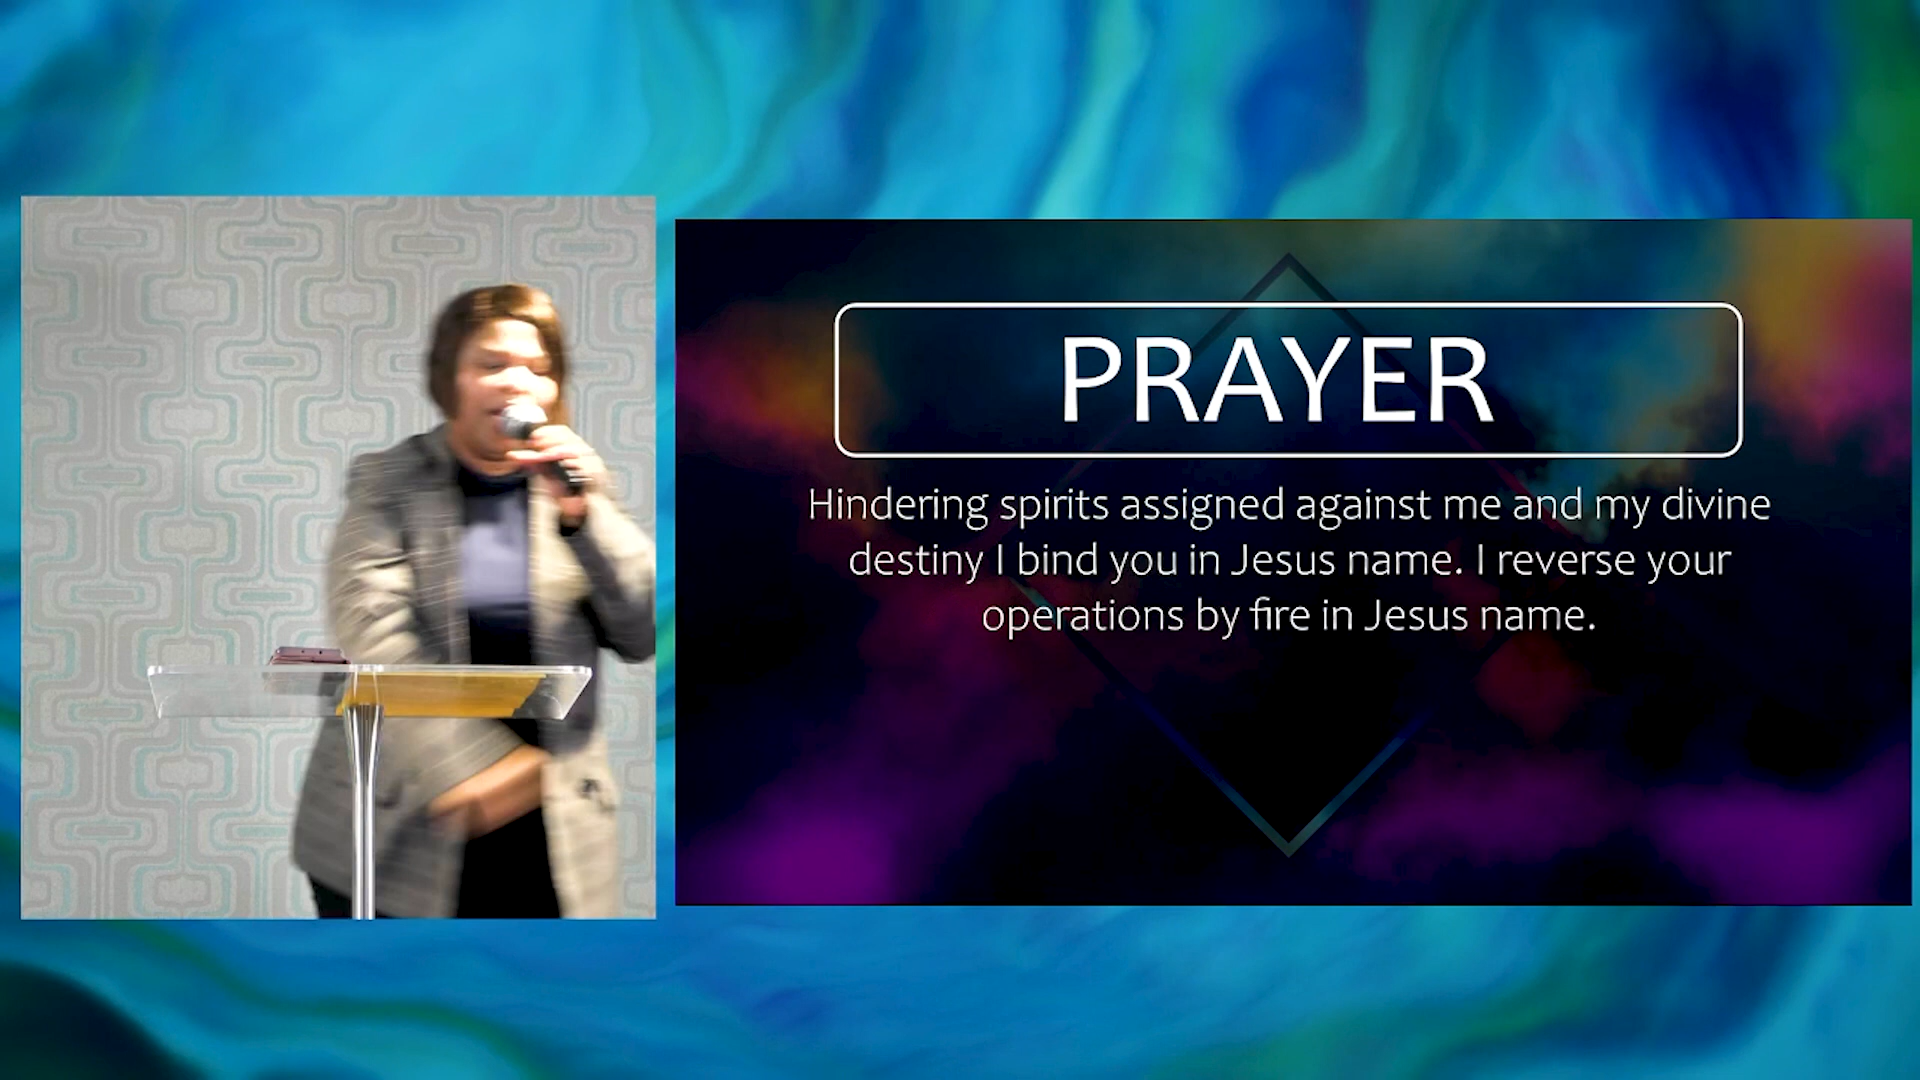 PRAYER
Hindering spirits assigned against me and my divine
destiny I bind you in Jesus name. I reverse your
operations by fire in Jesus name.